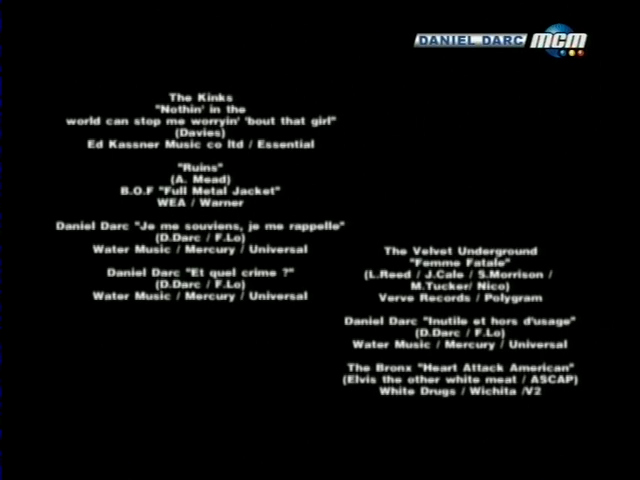 DANIEL DARC mcm
The Kinks
"Nothin' in the
world can stop me worryin' 'bout that girl"
(Davies)
Ed Kassner Music co ltd / Essential
"Ruins"
(A. Mead)
B.O.F "Full Metal Jacket"
WEA / Warner
Daniel Darc "Je me souviens, je me rappelle"
(D.Darc / F.Lo)
Water Music / Mercury / Universal
Daniel Darc "Et quel crime ?"
(D.Darc / F.Lo)
Water Music / Mercury / Universal
The Velvet Underground
"Femme Fatale"
(L.Reed / J.Cale / S.Morrison /
M.Tucker/ Nico)
Verve Records / Polygram
Daniel Darc "Inutile et hors d'usage"
(D.Darc / F.Lo)
Water Music / Mercury / Universal
The Bronx "Heart Attack American"
(Elvis the other white meat / ASCAP)
White Drugs / Wichita /V2